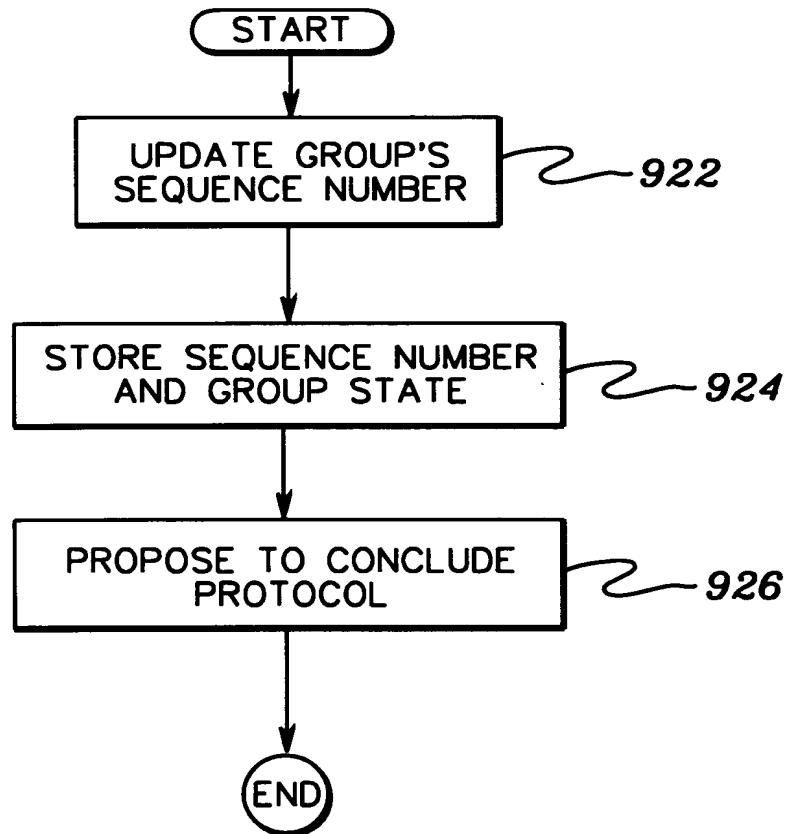 START
UPDATE GROUP'S
SEQUENCE NUMBER
922
STORE SEQUENCE NUMBER
AND GROUP STATE
924
PROPOSE TO CONCLUDE
PROTOCOL
926
END